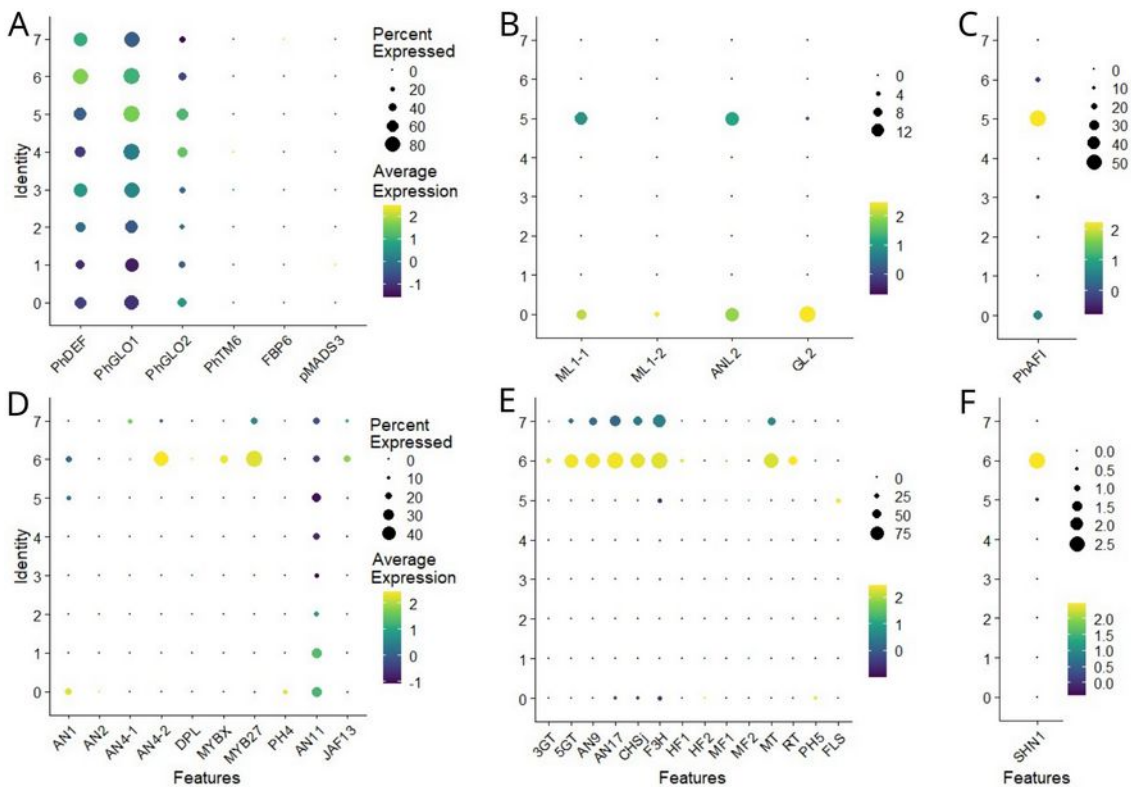 A
Identity
7
6
5
4
3
2
1
0
PhDEF
PhGLO1
PhGLO2
PhTM6
FBP6
pMADS3
Percent
Expressed
0
20
40
60
80
Average
Expression
2
1
0
-1
B
7
6
5
4
3
2
1
0
ML1-1
ML1-2
ANL2
GL2
0
4
8
12
2
1
0
C
7
6
5
4
3
2
1
0
PhAFI
0
10
20
30
40
50
2
1
0
D
Identity
7
6
5
4
3
2
1
0
AN1
AN2
AN4-1
AN4-2
DPL
MYBX
MYB27
PH4
AN11
JAF13
Features
Percent
Expressed
0
10
20
30
40
Average
Expression
2
1
0
-1
E
7
6
5
4
3
2
1
0
3GT
5GT
AN9
AN17
CHSj
F3H
HF1
HF2
MF1
MF2
MT
RT
PH5
FLS
Features
0
25
50
75
2
1
0
F
7
6
5
4
3
2
1
0
SHN1
Features
0.0
0.5
1.0
1.5
2.0
2.5
2.0
1.5
1.0
0.5
0.0